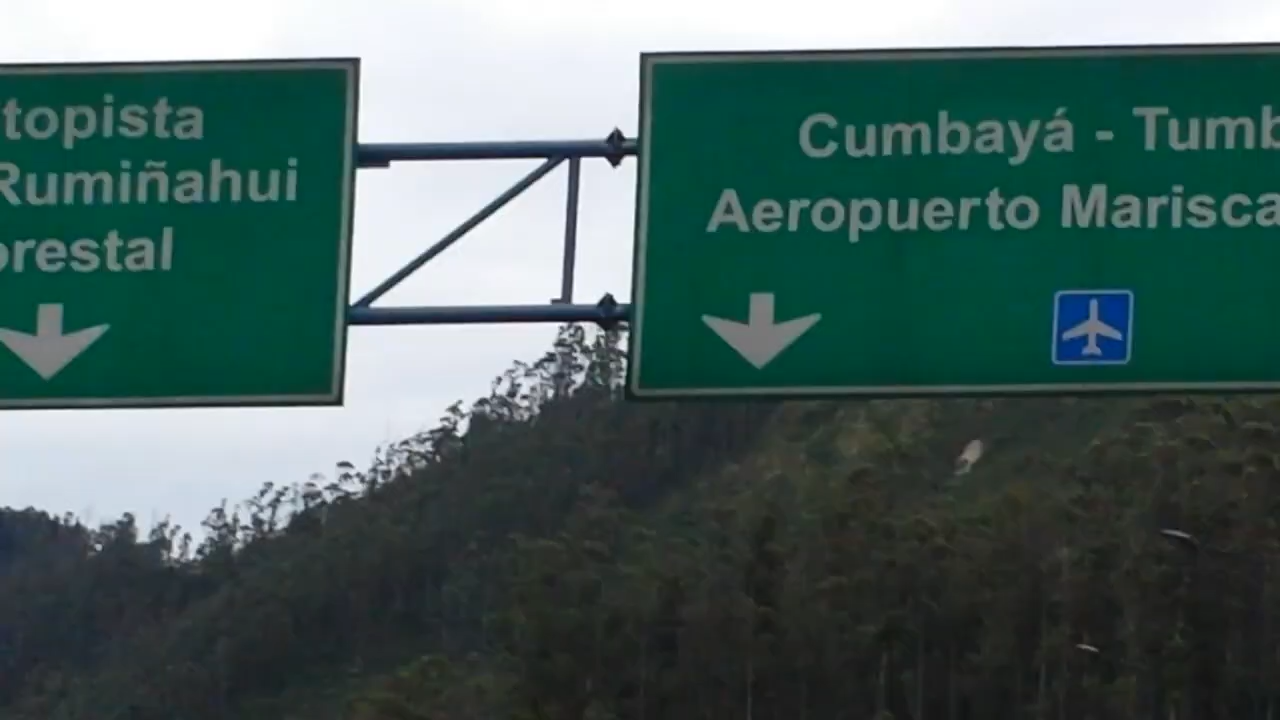 topista
Rumiñahui
orestal
Cumbayá - Tumb
Aeropuerto Marisca